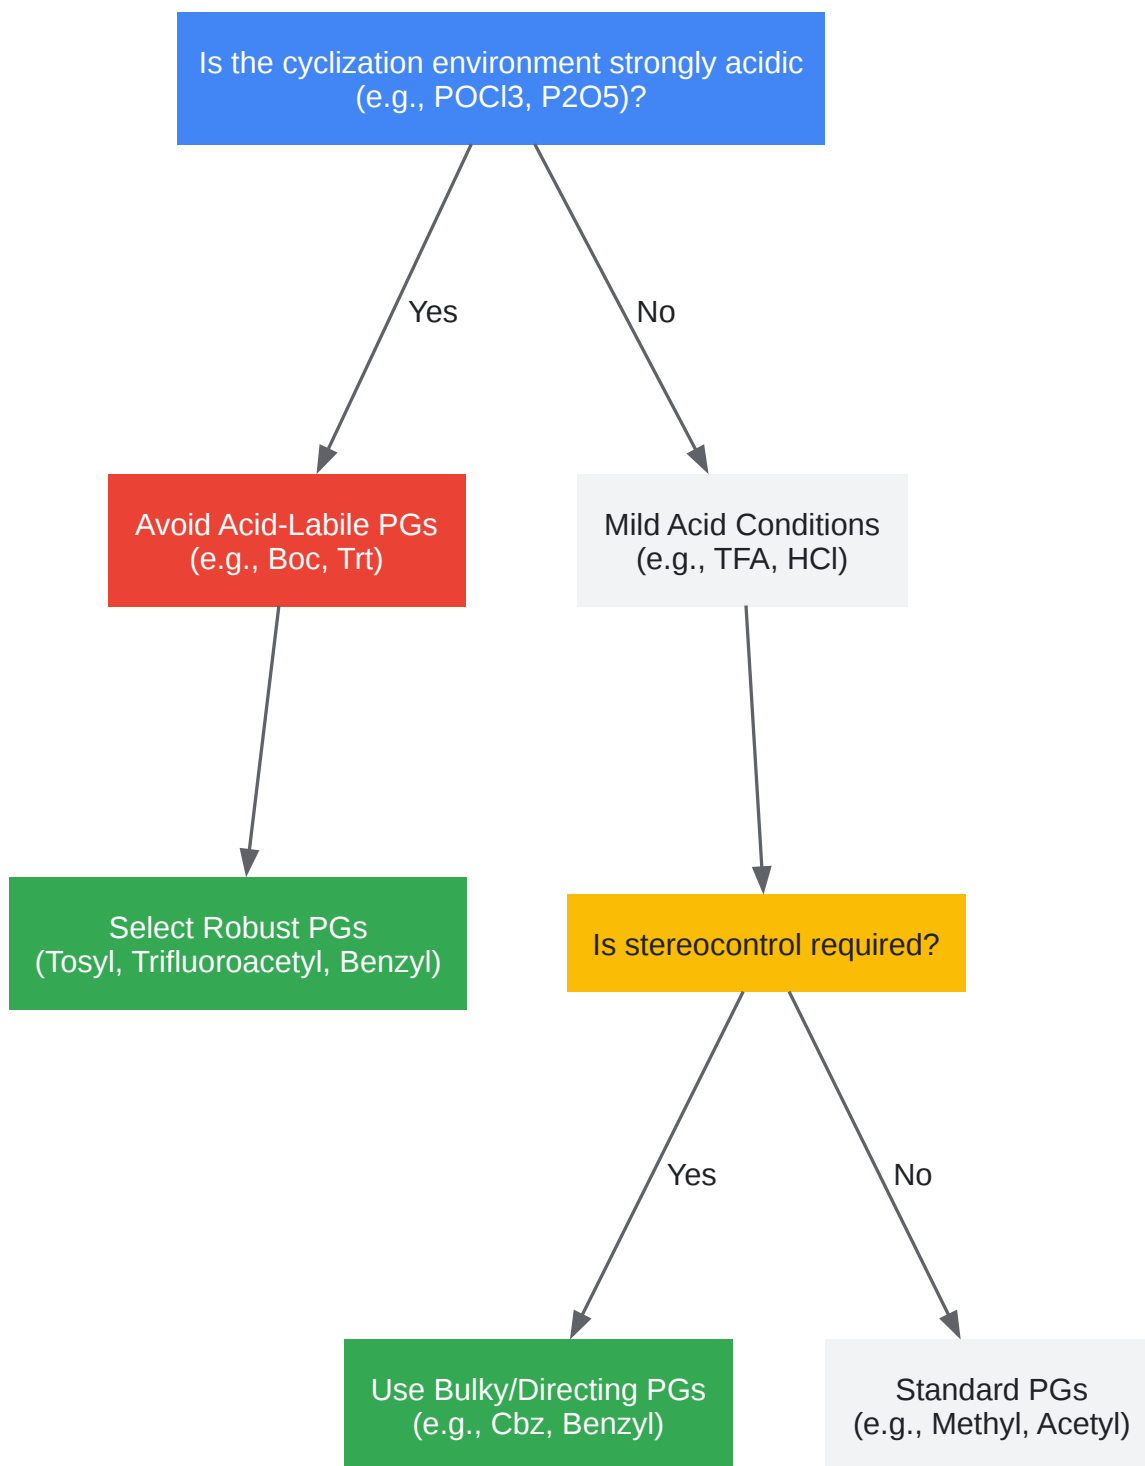 Is the cyclization environment strongly acidic
(e.g., POCl3, P2O5)?
Yes
No
Avoid Acid-Labile PGs
(e.g., Boc, Trt)
Mild Acid Conditions
(e.g., TFA, HCl)
Select Robust PGs
(Tosyl, Trifluoroacetyl, Benzyl)
Is stereocontrol required?
Yes
No
Use Bulky/Directing PGs
(e.g., Cbz, Benzyl)
Standard PGs
(e.g., Methyl, Acetyl)